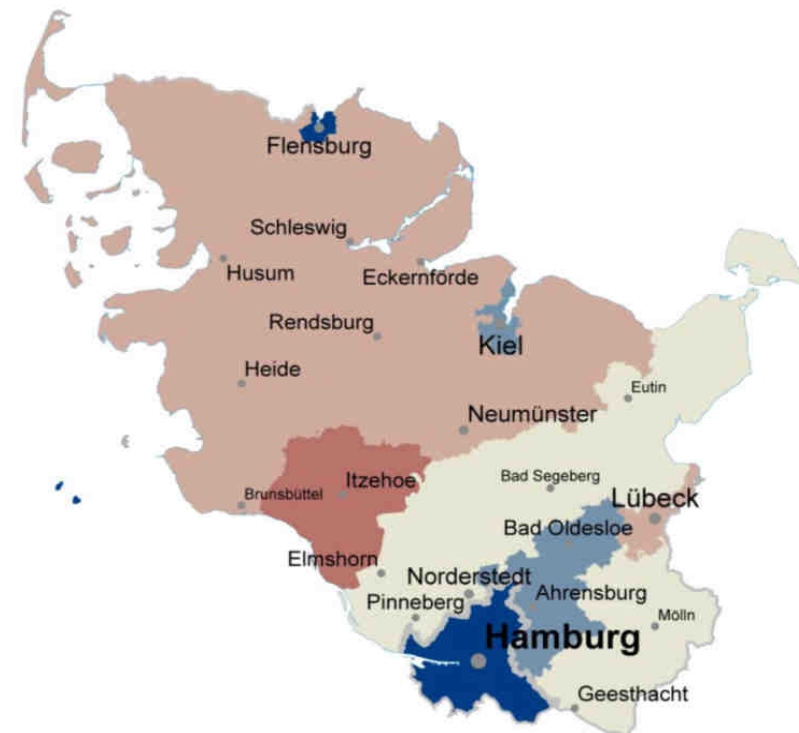 Flensburg
Schleswig
Husum
Eckernförde
Rendsburg
Kiel
Heide
Eutin
Neumünster
Itzehoe
Bad Segeberg
Brunsbüttel
Lübeck
Bad Oldesloe
Elmshorn
Norderstedt
Ahrensburg
Pinneberg
Mölln
Hamburg
Geesthacht